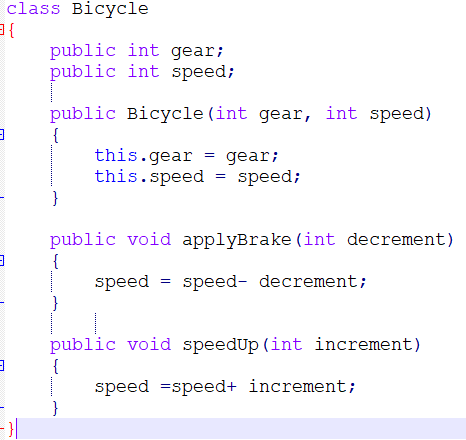 class Bicycle
{
    public int gear;
    public int speed;
    public Bicycle(int gear, int speed)
    {
        this.gear = gear;
        this.speed = speed;
    }
    public void applyBrake(int decrement)
    {
        speed = speed- decrement;
    }
    public void speedUp(int increment)
    {
        speed =speed+ increment;
    }
}